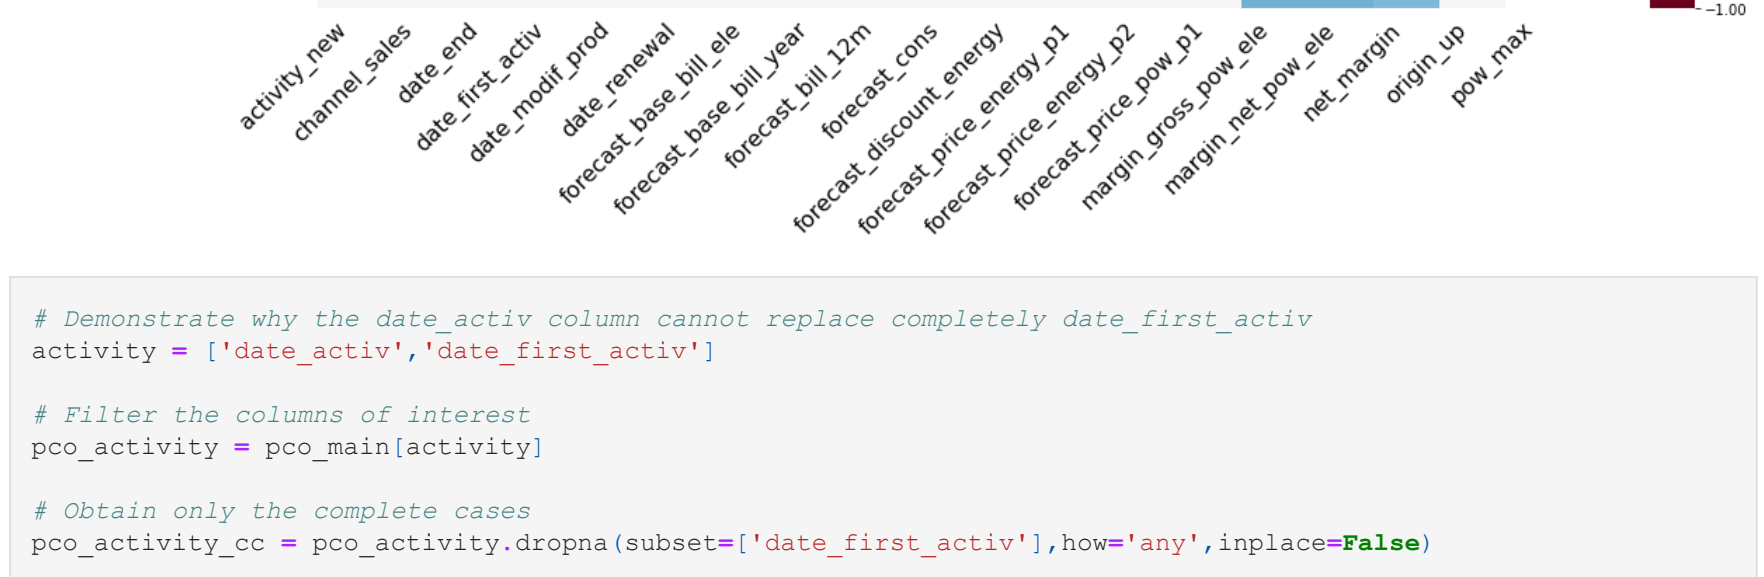 −1.00
activity_new
channel_sales
date_end
date_first_activ
date_modif_prod
date_renewal
forecast_base_bill_ele
forecast_base_bill_year
forecast_bill_12m
forecast_cons
forecast_discount_energy
forecast_price_energy_p1
forecast_price_energy_p2
forecast_price_pow_p1
margin_gross_pow_ele
margin_net_pow_ele
net_margin
origin_up
pow_max
# Demonstrate why the date_activ column cannot replace completely date_first_activ
activity = ['date_activ','date_first_activ']
# Filter the columns of interest
pco_activity = pco_main[activity]
# Obtain only the complete cases
pco_activity_cc = pco_activity.dropna(subset=['date_first_activ'],how='any',inplace=False)